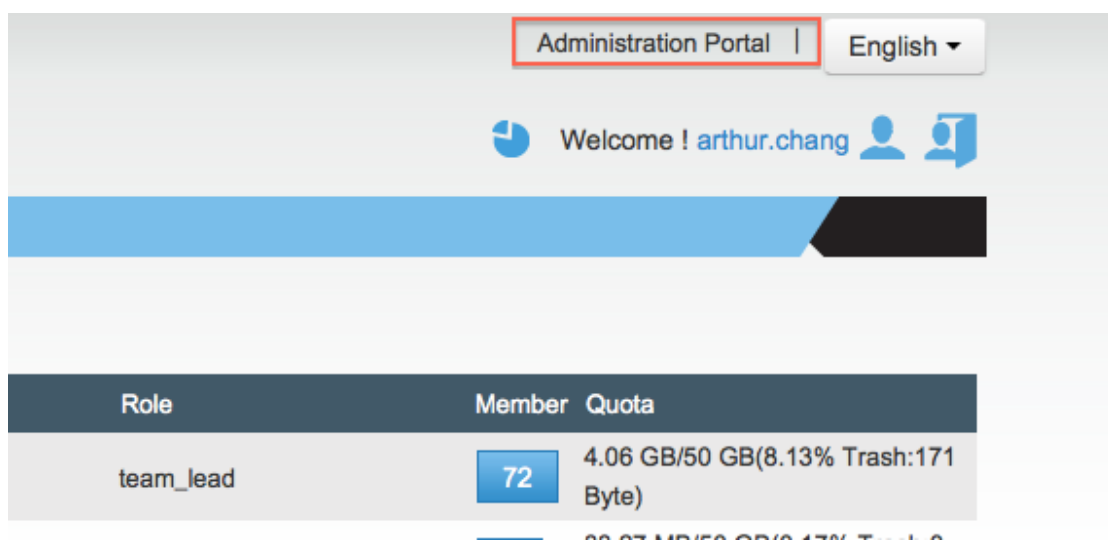 Administration Portal |
English
Welcome ! arthur.chang
Role Member Quota
team_lead 72 4.06 GB/50 GB(8.13% Trash:171
Byte)